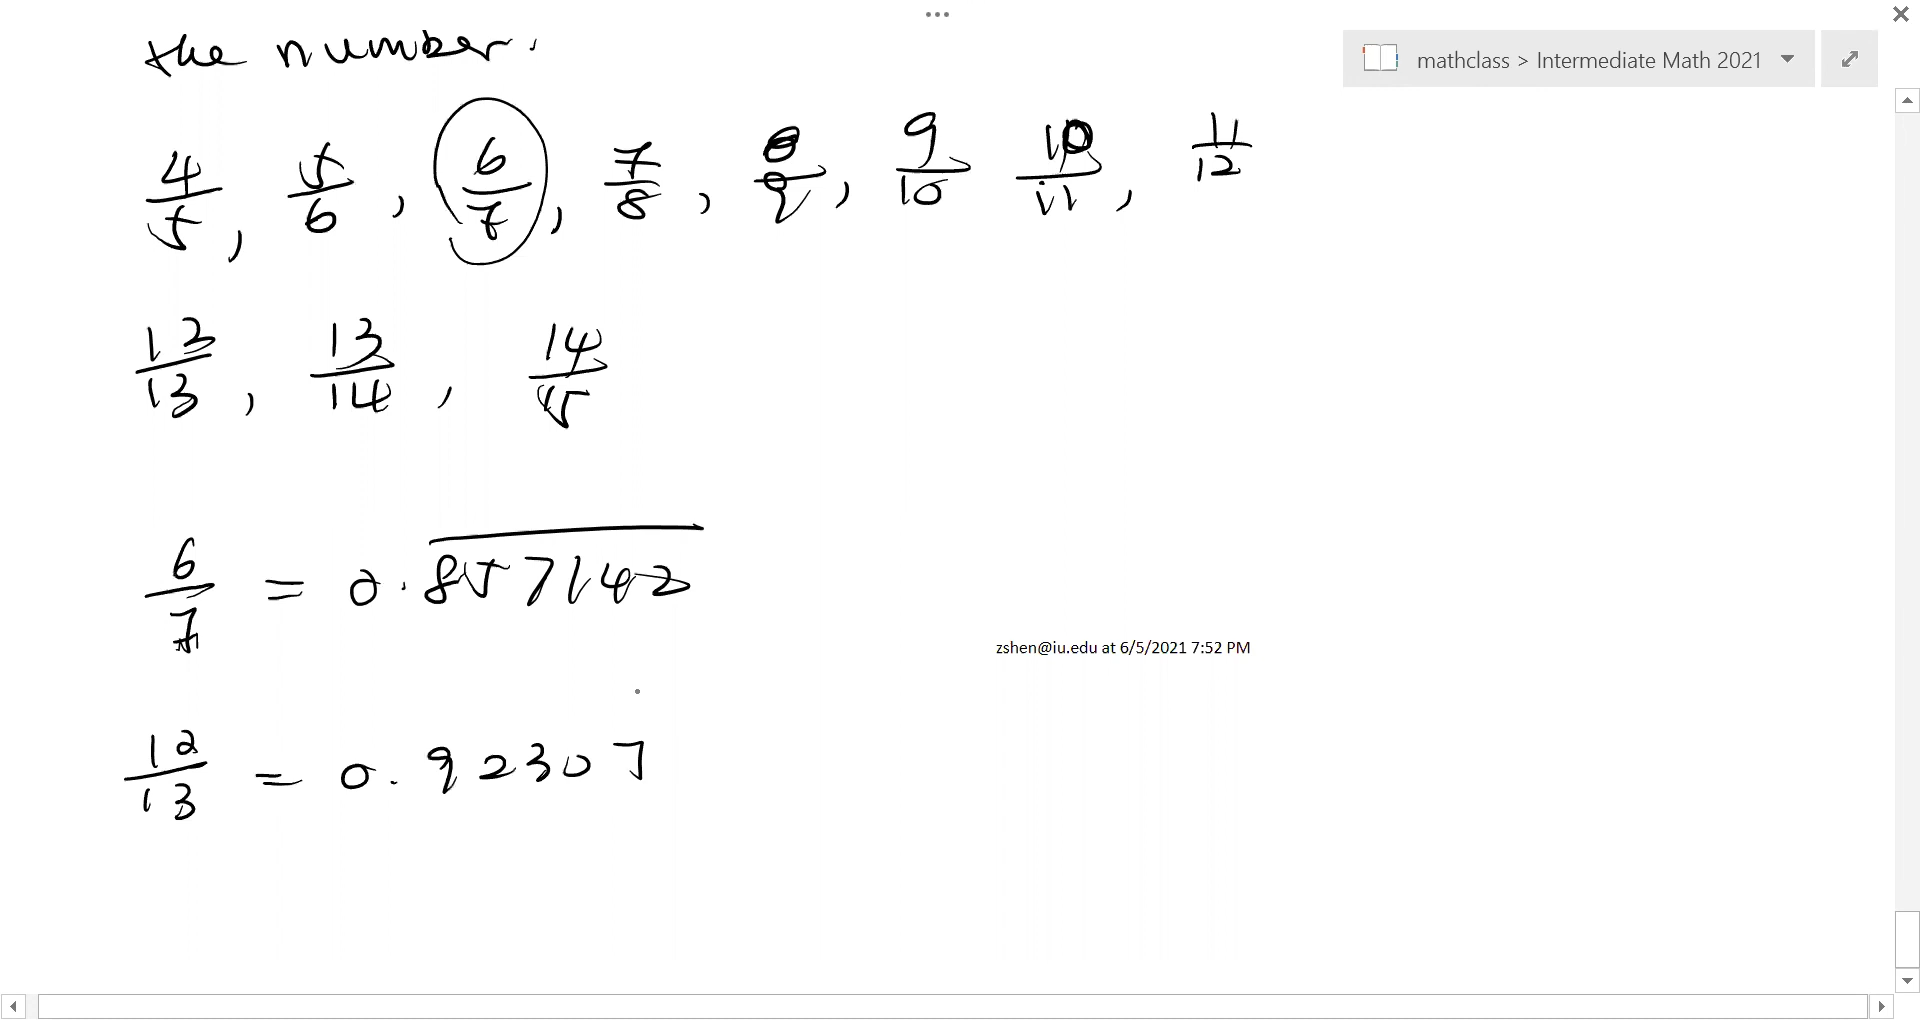 the number.
mathclass > Intermediate Math 2021
4/5, 5/6, 6/7, 7/8, 8/9, 9/10 10/11, 11/12
12/13, 13/14, 14/15
6/7 = 0.857142
zshen@iu.edu at 6/5/2021 7:52 PM
12/13 = 0.92307